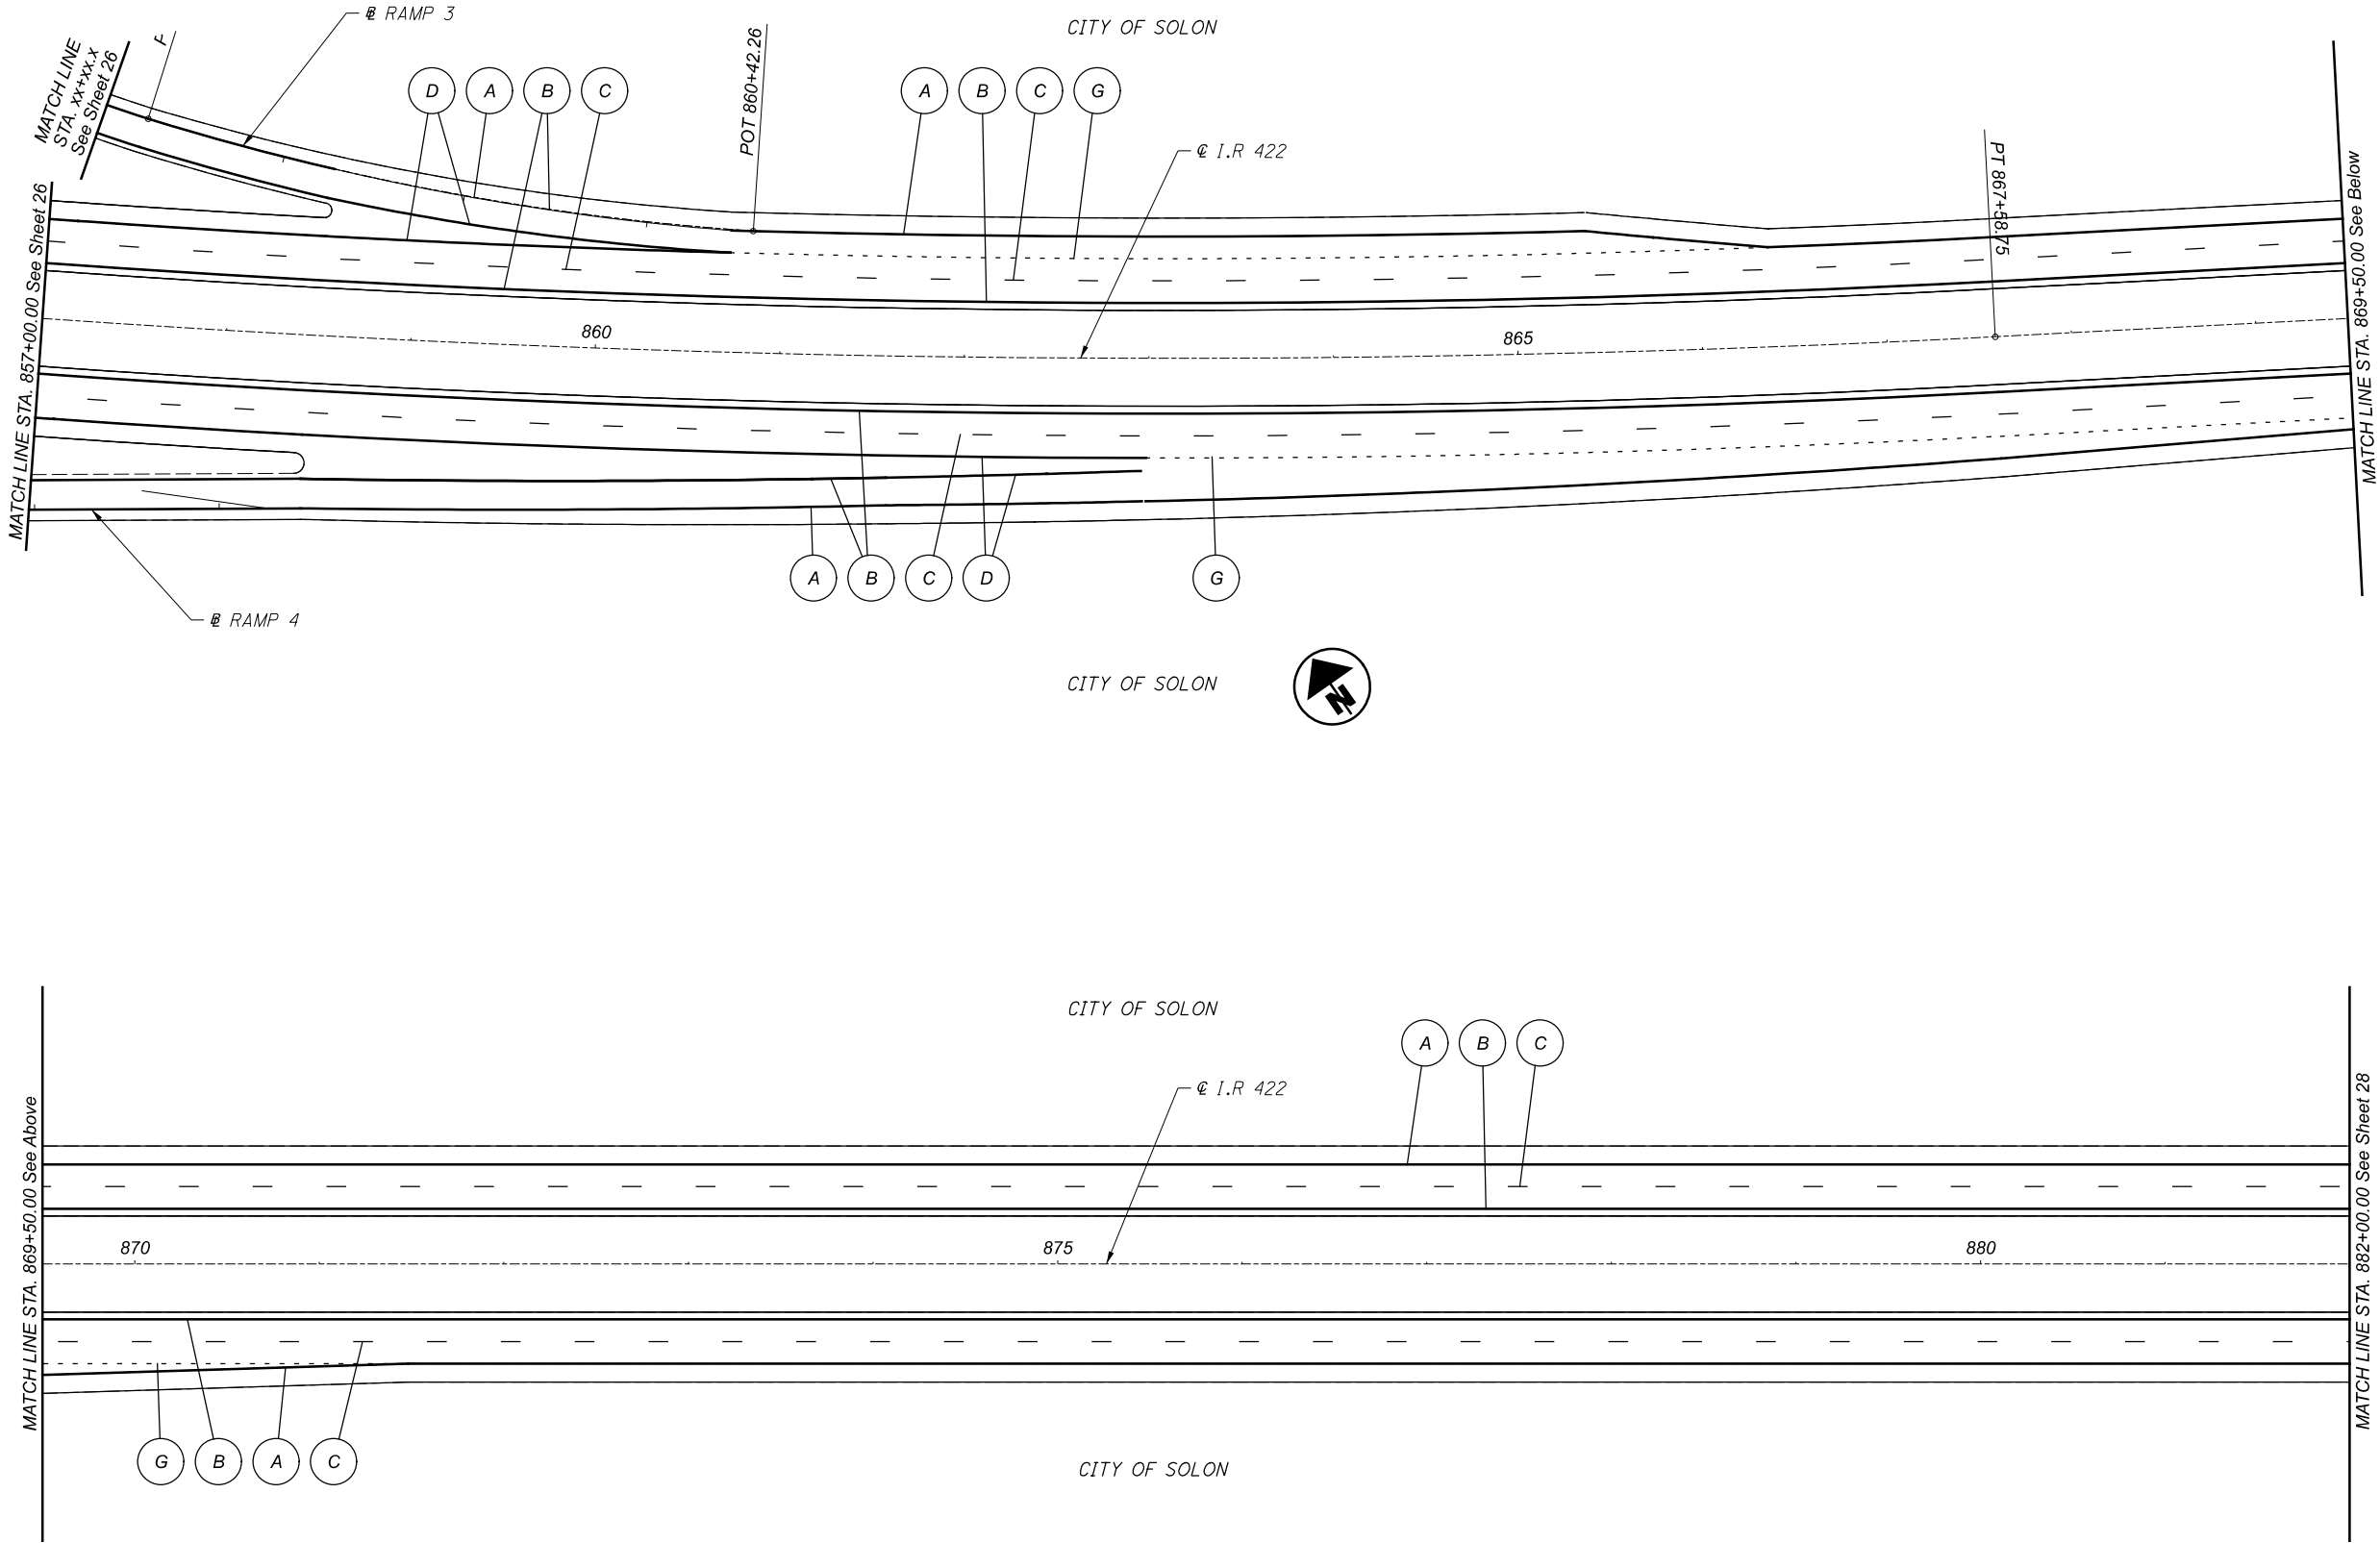 ℄ RAMP 3
CITY OF SOLON
MATCH LINE
STA. xx+xx.x
See Sheet 26
POT 860+42.26
D
A
B
C
A
B
C
G
℄ I.R 422
PT 867+58.75
MATCH LINE STA. 857+00.00 See Sheet 26
MATCH LINE STA. 869+50.00 See Below
860
865
A
B
C
D
G
RAMP 4
CITY OF SOLON
N
CITY OF SOLON
A
B
C
℄ I.R 422
MATCH LINE STA. 869+50.00 See Above
MATCH LINE STA. 882+00.00 See Sheet 28
870
875
880
G
B
A
C
CITY OF SOLON